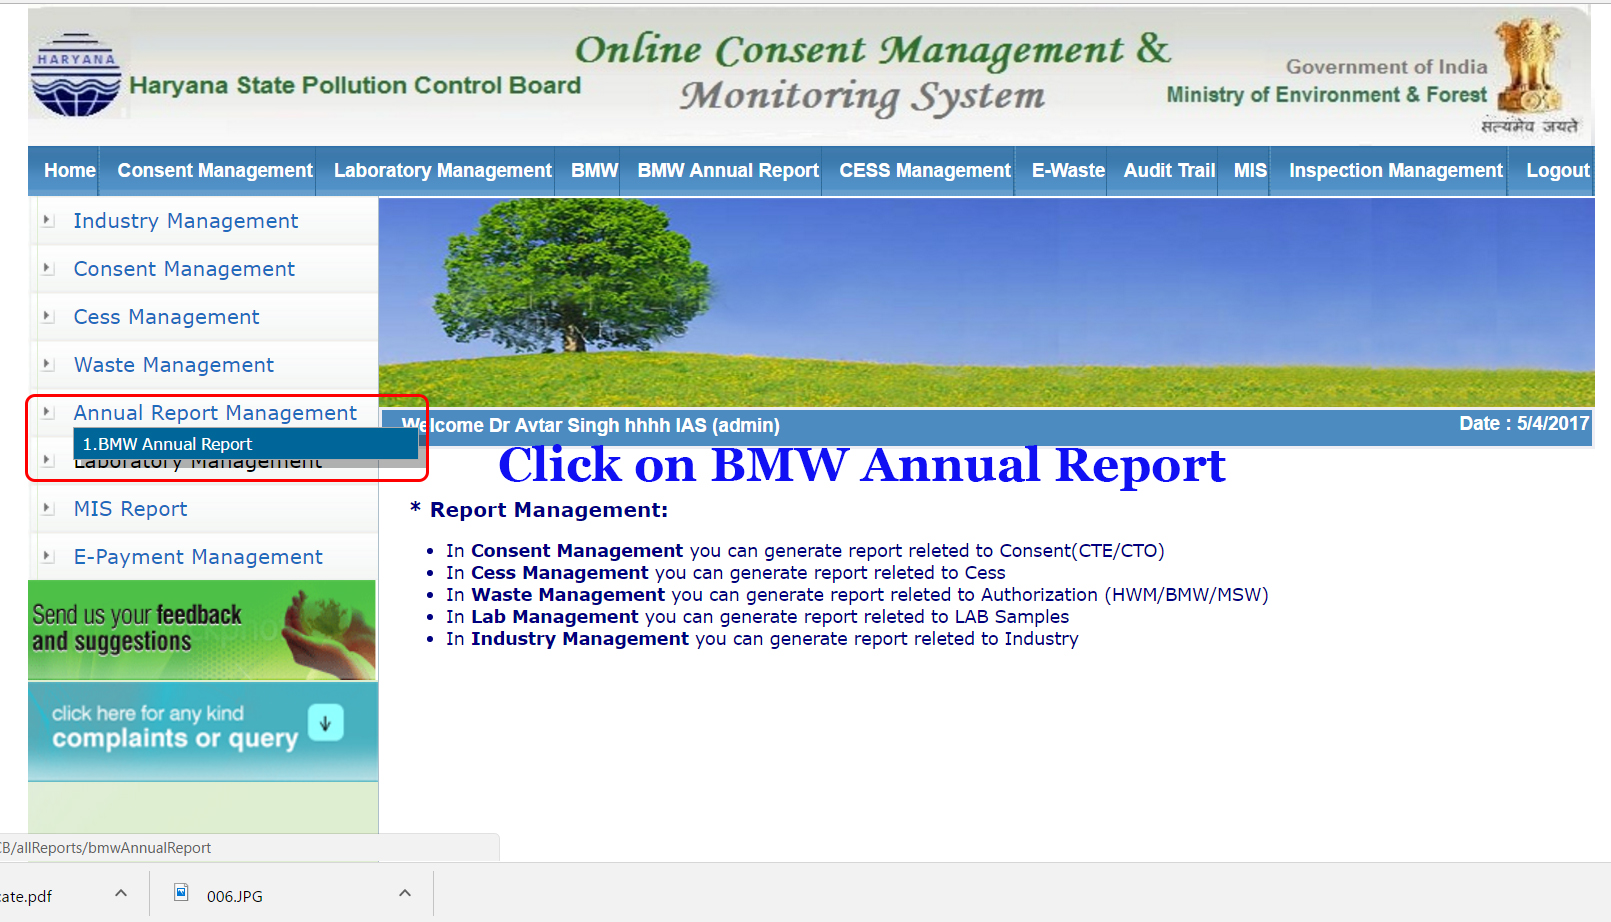 HARYANA
Haryana State Pollution Control Board
Online Consent Management &
Monitoring System
Government of India
Ministry of Environment & Forest
सत्यमेव जयते
Home Consent Management Laboratory Management BMW BMW Annual Report CESS Management E-Waste Audit Trail MIS Inspection Management Logout
Industry Management
Consent Management
Cess Management
Waste Management
Annual Report Management
1.BMW Annual Report
Laboratory Management
MIS Report
E-Payment Management
Send us your feedback
and suggestions
click here for any kind
complaints or query
Welcome Dr Avtar Singh hhhh IAS (admin)
Date : 5/4/2017
Click on BMW Annual Report
* Report Management:
• In Consent Management you can generate report releted to Consent(CTE/CTO)
• In Cess Management you can generate report releted to Cess
• In Waste Management you can generate report releted to Authorization (HWM/BMW/MSW)
• In Lab Management you can generate report releted to LAB Samples
• In Industry Management you can generate report releted to Industry
CB/allReports/bmwAnnualReport
cate.pdf
006.JPG